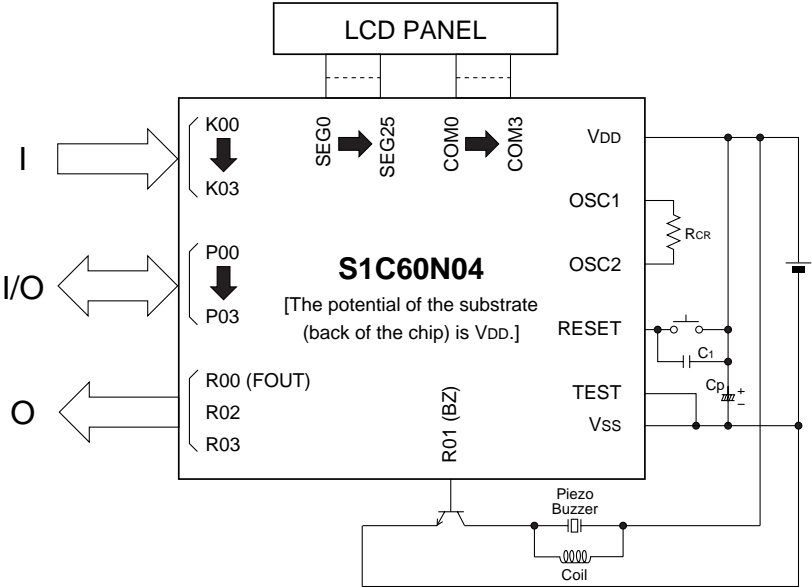 LCD PANEL
K00
K03
SEG0
SEG25
COM0
COM3
VDD
I
OSC1
RCR
OSC2
P00
P03
I/O
S1C60N04
[The potential of the substrate
(back of the chip) is VDD.]
RESET
C1
Cp
+
–
TEST
VSS
R00 (FOUT)
R02
R03
O
R01 (BZ)
Piezo
Buzzer
Coil